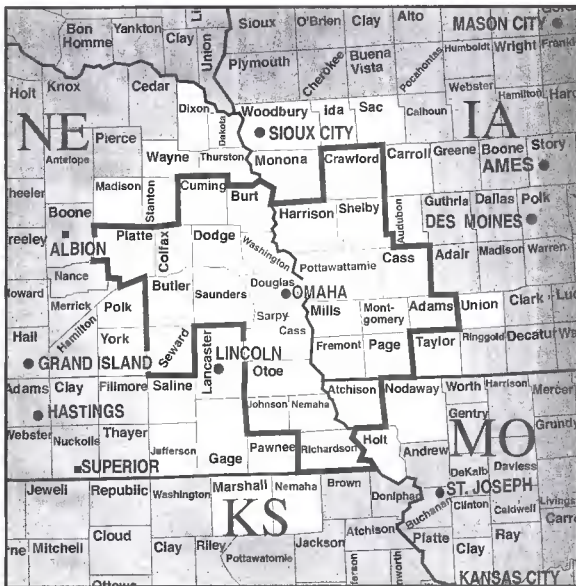 Bon Homme
Yankton
Clay
Union
Sioux
O'Brien
Clay
Alto
MASON CITY
Plymouth
Cherokee
Buena Vista
Pocahontas
Humboldt
Wright
Holt
Knox
Cedar
Dixon
Dakota
Woodbury
Ida
Sac
Calhoun
Webster
Hamilton
NE
IA
SIOUX CITY
Antelope
Pierce
Wayne
Thurston
Monona
Crawford
Carroll
Greene
Boone
Story
AMES
Madison
Stanton
Cuming
Burt
Harrison
Shelby
Audubon
Guthrie
Dallas
Polk
DES MOINES
Boone
ALBION
Platte
Colfax
Dodge
Washington
Pottawattamie
Cass
Adair
Madison
Warren
Nance
Butler
Saunders
Douglas
OMAHA
Mills
Mont-
gomery
Adams
Union
Merrick
Polk
Sarpy
Cass
Hall
Hamilton
York
Seward
Lancaster
LINCOLN
Otoe
Fremont
Page
Taylor
Ringgold
Decatur
GRAND ISLAND
Adams
Clay
Fillmore
Saline
Johnson
Nemaha
Atchison
Nodaway
Worth
Harrison
Gentry
HASTINGS
Webster
Nuckolls
Thayer
Jefferson
Gage
Pawnee
Richardson
Holt
Andrew
MO
DeKalb
Daviess
Grundy
SUPERIOR
Jewell
Republic
Washington
Marshall
Nemaha
Brown
Doniphan
ST. JOSEPH
KS
Buchanan
Clinton
Caldwell
Mitchell
Cloud
Clay
Riley
Pottawatomie
Jackson
Atchison
Platte
Clay
Ray
KANSAS CITY